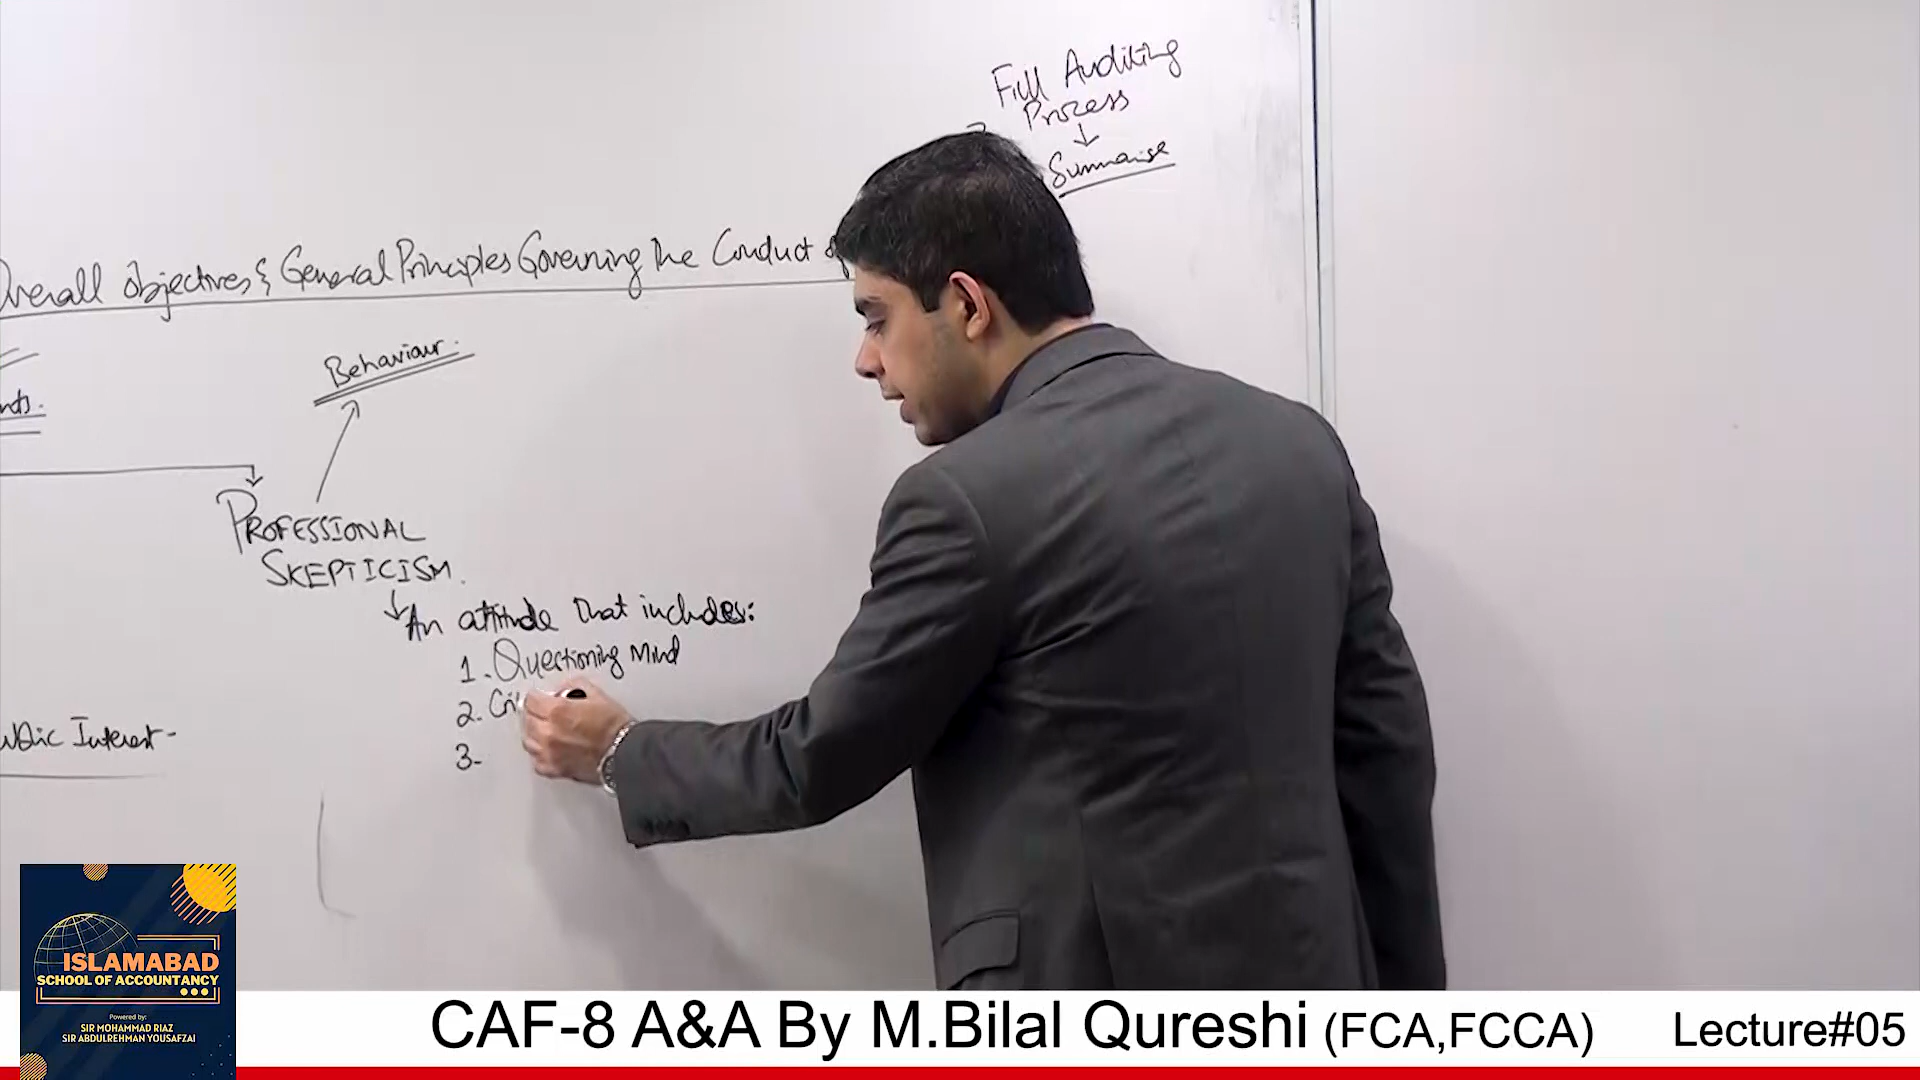 Full Auditing
Process
Summarise
Overall Objectives & General Principles Governing the Conduct of
Behaviour.
PROFESSIONAL
SKEPTICISM.
An attitude that includes:
1. Questioning Mind
2. Cri
3-
Interest-
ISLAMABAD
SCHOOL OF ACCOUNTANCY
Powered by:
SIR MOHAMMAD RIAZ
SIR ABDULREHMAN YOUSAFZAI
CAF-8 A&A By M.Bilal Qureshi (FCA,FCCA)
Lecture#05